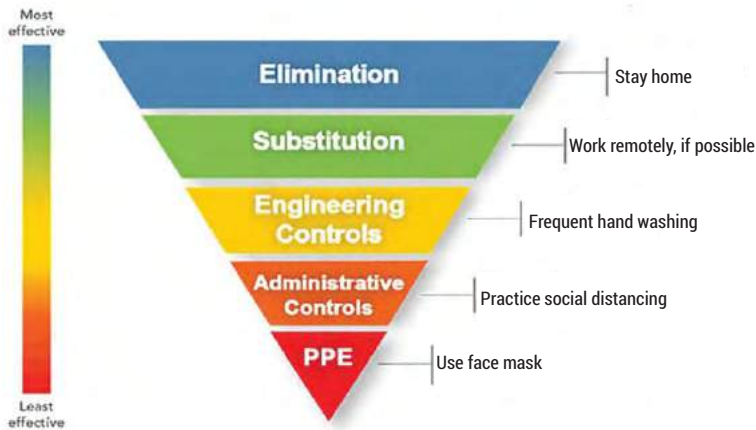 Most
effective
Elimination
Stay home
Substitution
Work remotely, if possible
Engineering
Controls
Frequent hand washing
Administrative
Controls
Practice social distancing
PPE
Use face mask
Least
effective